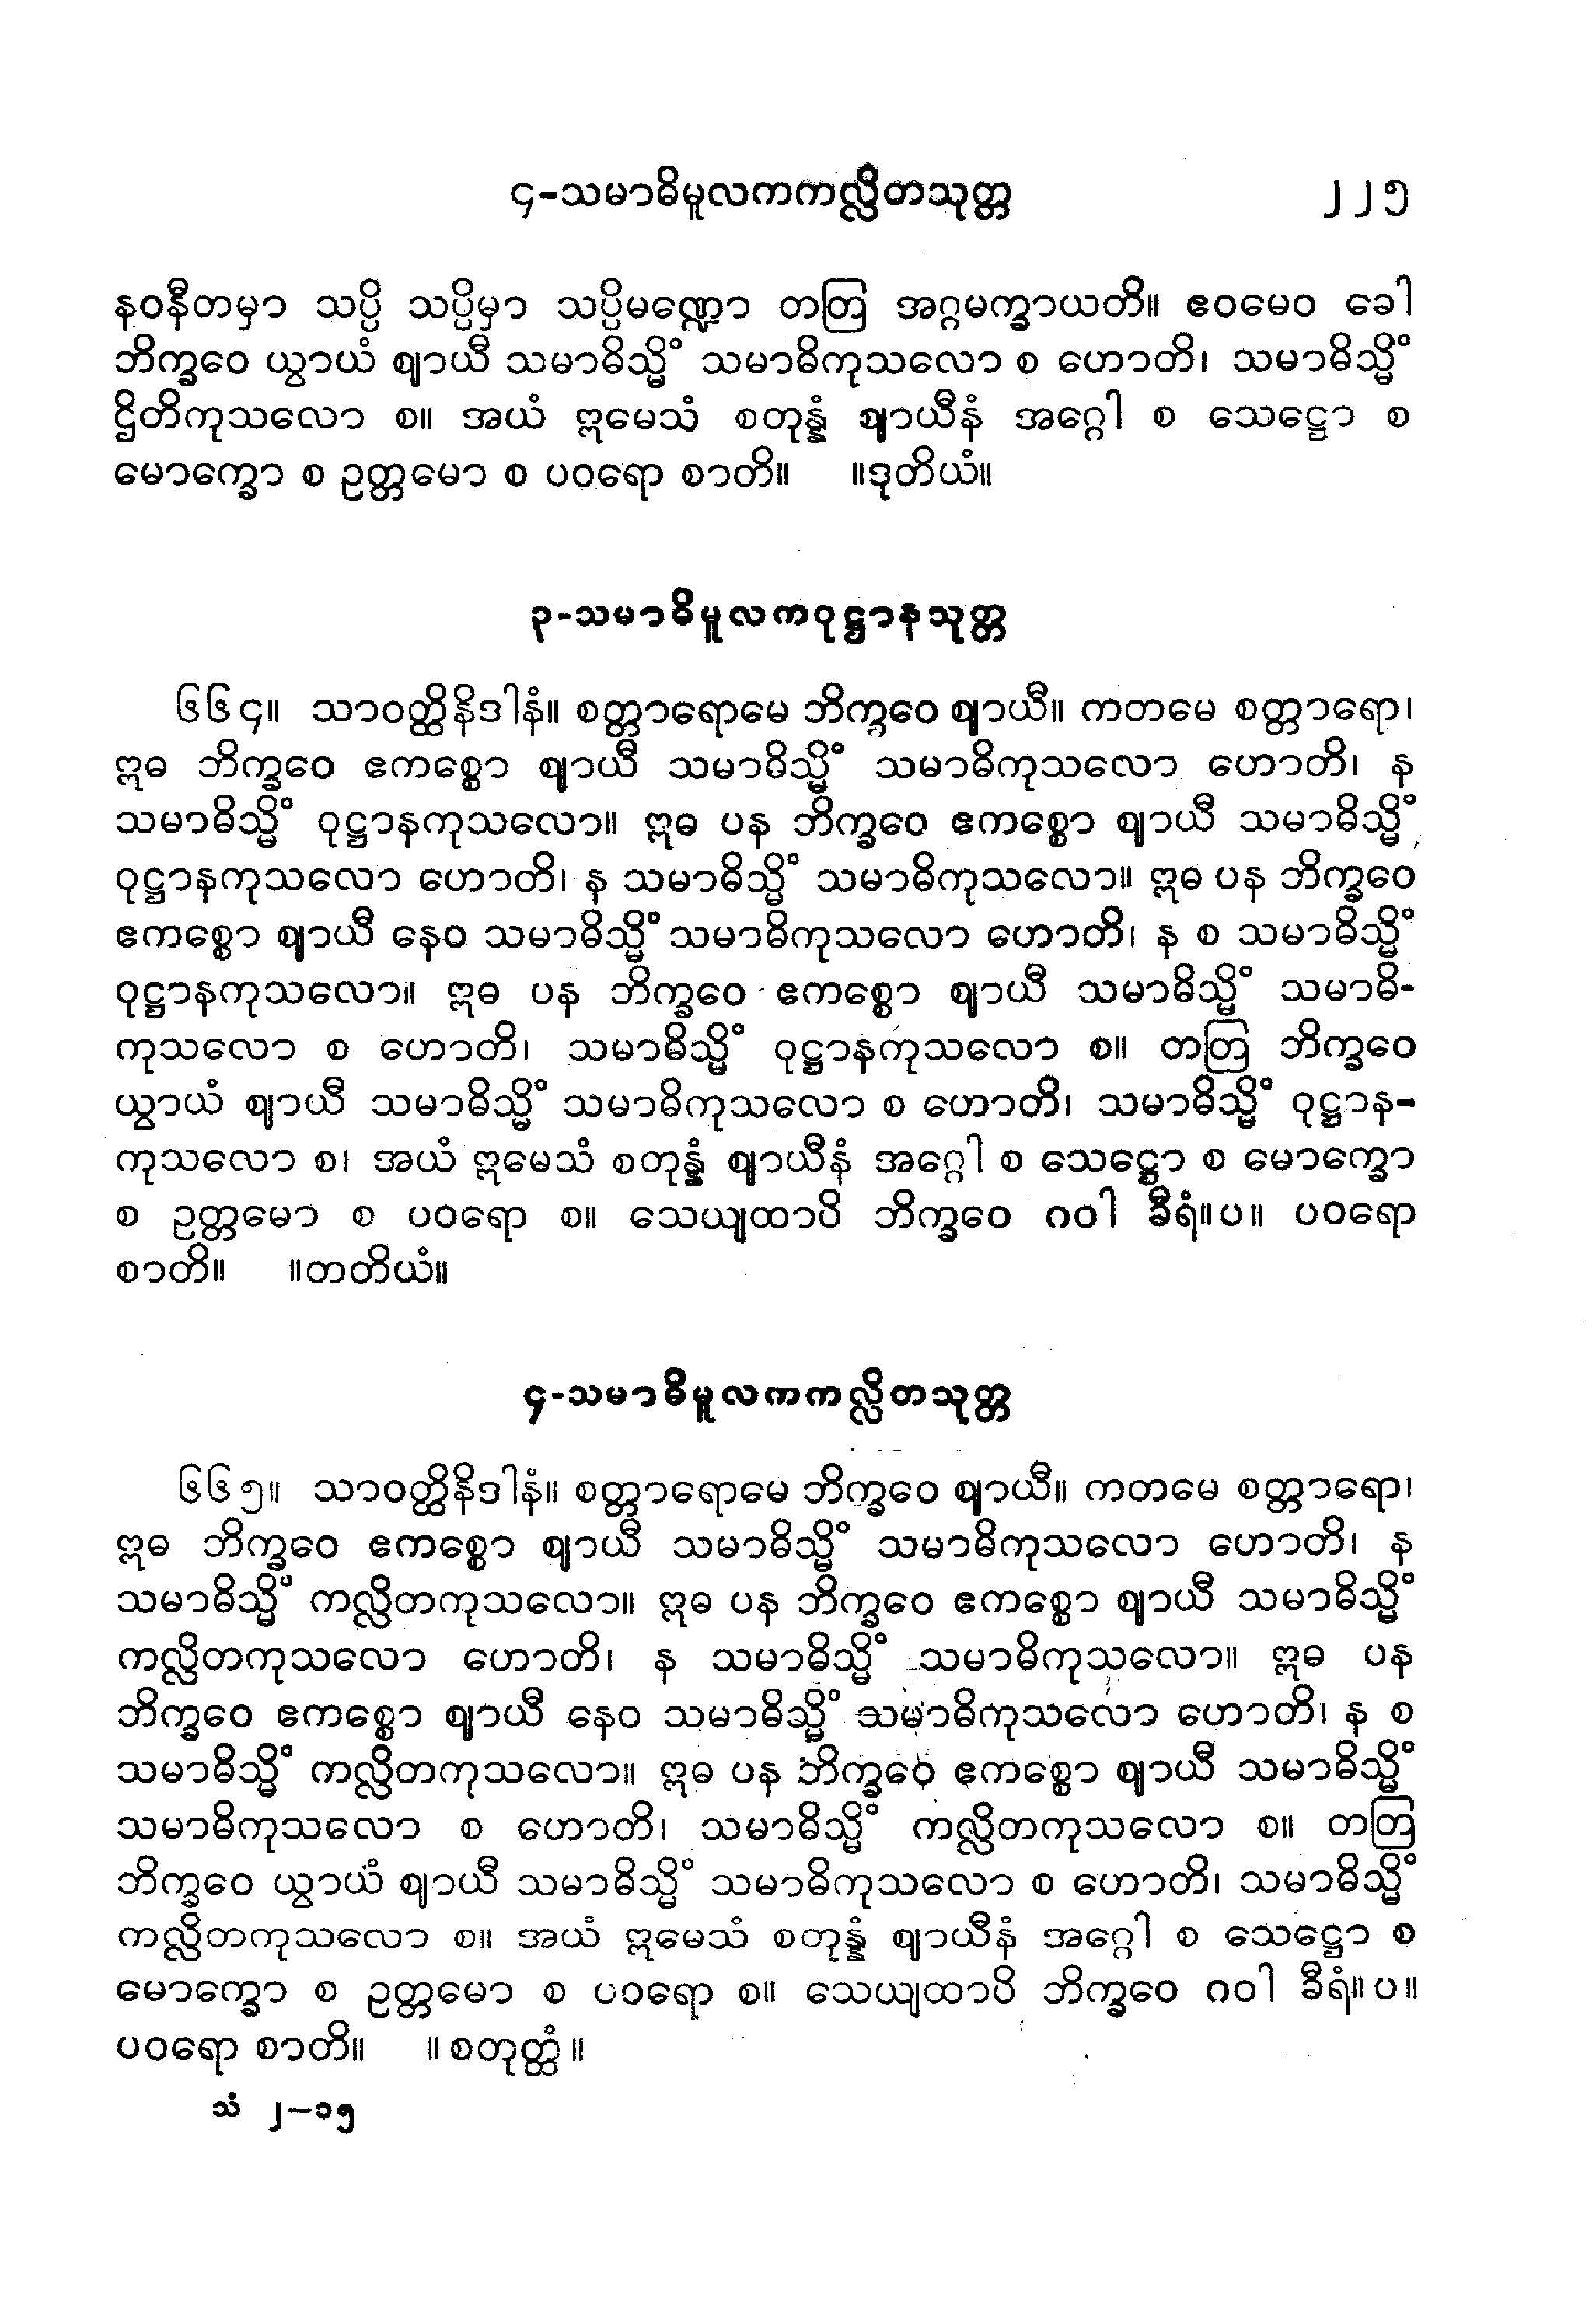 ၄-သမာဓိမူလကကလ္လိတသုတ္တ ၂၂၅
နဝနီတမှာ သပ္ပိ သပ္ပိမှာ သပ္ပိမဏ္ဍော တတြ အဂ္ဂမက္ခာယတိ။ ဧဝမေဝ ခေါ
ဘိက္ခဝေ ယွာယံ ဈာယီ သမာဓိသ္မိံ သမာဓိကုသလော စ ဟောတိ၊ သမာဓိသ္မိံ
ဌိတိကုသလော စ။ အယံ ဣမေသံ စတုန္နံ ဈာယီနံ အဂ္ဂေါ စ သေဋ္ဌော စ
မောက္ခော စ ဥတ္တမော စ ပဝရော စာတိ။ ။ဒုတိယံ။
၃-သမာဓိမူလကဝုဋ္ဌာနသုတ္တ
၆၆၄။ သာဝတ္ထိနိဒါနံ။ စတ္တာရောမေ ဘိက္ခဝေ ဈာယီ။ ကတမေ စတ္တာရော၊
ဣဓ ဘိက္ခဝေ ဧကစ္စော ဈာယီ သမာဓိသ္မိံ သမာဓိကုသလော ဟောတိ၊ န
သမာဓိသ္မိံ ဝုဋ္ဌာနကုသလော။ ဣဓ ပန ဘိက္ခဝေ ဧကစ္စော ဈာယီ သမာဓိသ္မိံ
ဝုဋ္ဌာနကုသလော ဟောတိ၊ န သမာဓိသ္မိံ သမာဓိကုသလော။ ဣဓ ပန ဘိက္ခဝေ
ဧကစ္စော ဈာယီ နေဝ သမာဓိသ္မိံ သမာဓိကုသလော ဟောတိ၊ န စ သမာဓိသ္မိံ
ဝုဋ္ဌာနကုသလော။ ဣဓ ပန ဘိက္ခဝေ ဧကစ္စော ဈာယီ သမာဓိသ္မိံ သမာဓိ-
ကုသလော စ ဟောတိ၊ သမာဓိသ္မိံ ဝုဋ္ဌာနကုသလော စ။ တတြ ဘိက္ခဝေ
ယွာယံ ဈာယီ သမာဓိသ္မိံ သမာဓိကုသလော စ ဟောတိ၊ သမာဓိသ္မိံ ဝုဋ္ဌာန-
ကုသလော စ၊ အယံ ဣမေသံ စတုန္နံ ဈာယီနံ အဂ္ဂေါ စ သေဋ္ဌော စ မောက္ခော
စ ဥတ္တမော စ ပဝရော စ။ သေယျထာပိ ဘိက္ခဝေ ဂဝါ ခီရံ။ပ။ ပဝရော
စာတိ။ ။တတိယံ။
၄-သမာဓိမူလကကလ္လိတသုတ္တ
၆၆၅။ သာဝတ္ထိနိဒါနံ။ စတ္တာရောမေ ဘိက္ခဝေ ဈာယီ။ ကတမေ စတ္တာရော၊
ဣဓ ဘိက္ခဝေ ဧကစ္စော ဈာယီ သမာဓိသ္မိံ သမာဓိကုသလော ဟောတိ၊ န
သမာဓိသ္မိံ ကလ္လိတကုသလော။ ဣဓ ပန ဘိက္ခဝေ ဧကစ္စော ဈာယီ သမာဓိသ္မိံ
ကလ္လိတကုသလော ဟောတိ၊ န သမာဓိသ္မိံ သမာဓိကုသလော။ ဣဓ ပန
ဘိက္ခဝေ ဧကစ္စော ဈာယီ နေဝ သမာဓိသ္မိံ သမာဓိကုသလော ဟောတိ၊ န စ
သမာဓိသ္မိံ ကလ္လိတကုသလော။ ဣဓ ပန ဘိက္ခဝေ ဧကစ္စော ဈာယီ သမာဓိသ္မိံ
သမာဓိကုသလော စ ဟောတိ၊ သမာဓိသ္မိံ ကလ္လိတကုသလော စ။ တတြ
ဘိက္ခဝေ ယွာယံ ဈာယီ သမာဓိသ္မိံ သမာဓိကုသလော စ ဟောတိ၊ သမာဓိသ္မိံ
ကလ္လိတကုသလော စ။ အယံ ဣမေသံ စတုန္နံ ဈာယီနံ အဂ္ဂေါ စ သေဋ္ဌော စ
မောက္ခော စ ဥတ္တမော စ ပဝရော စ။ သေယျထာပိ ဘိက္ခဝေ ဂဝါ ခီရံ။ပ။
ပဝရော စာတိ။ ။စတုတ္ထံ။
သံ ၂−၁၅